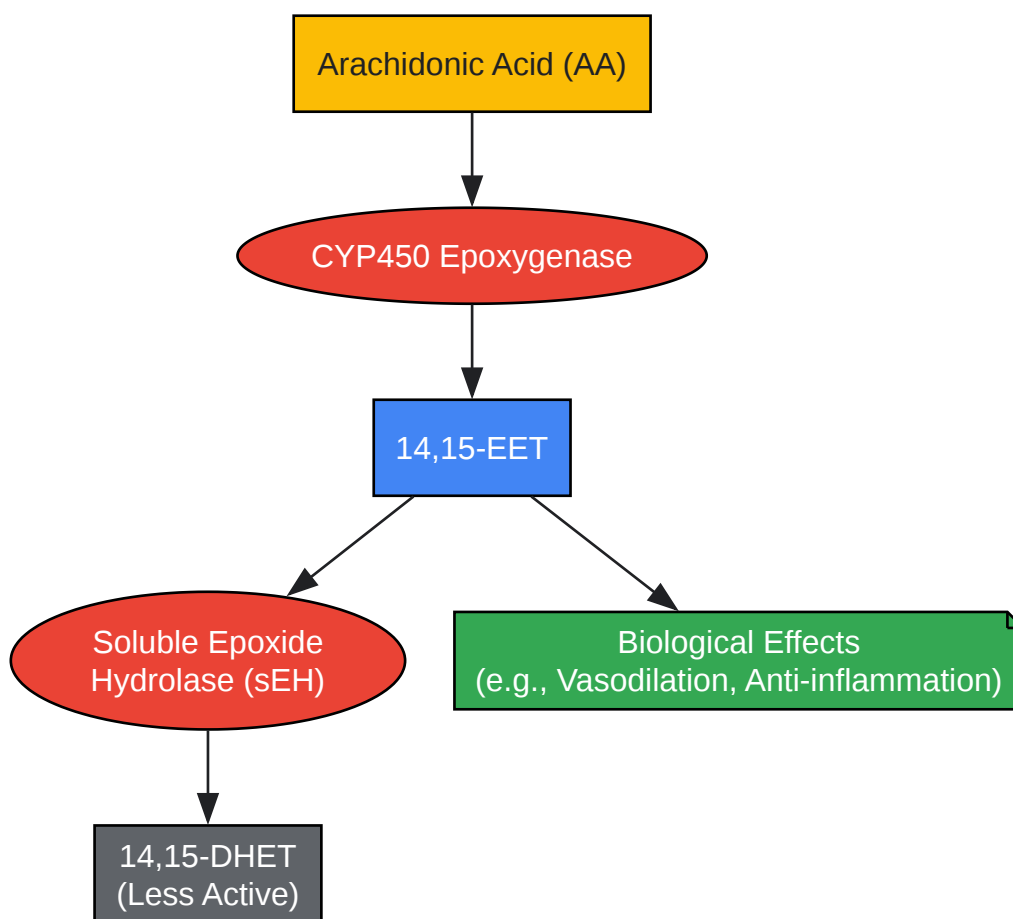 Arachidonic Acid (AA)
CYP450 Epoxygenase
14,15-EET
Soluble Epoxide
Hydrolase (sEH)
Biological Effects
(e.g., Vasodilation, Anti-inflammation)
14,15-DHET
(Less Active)